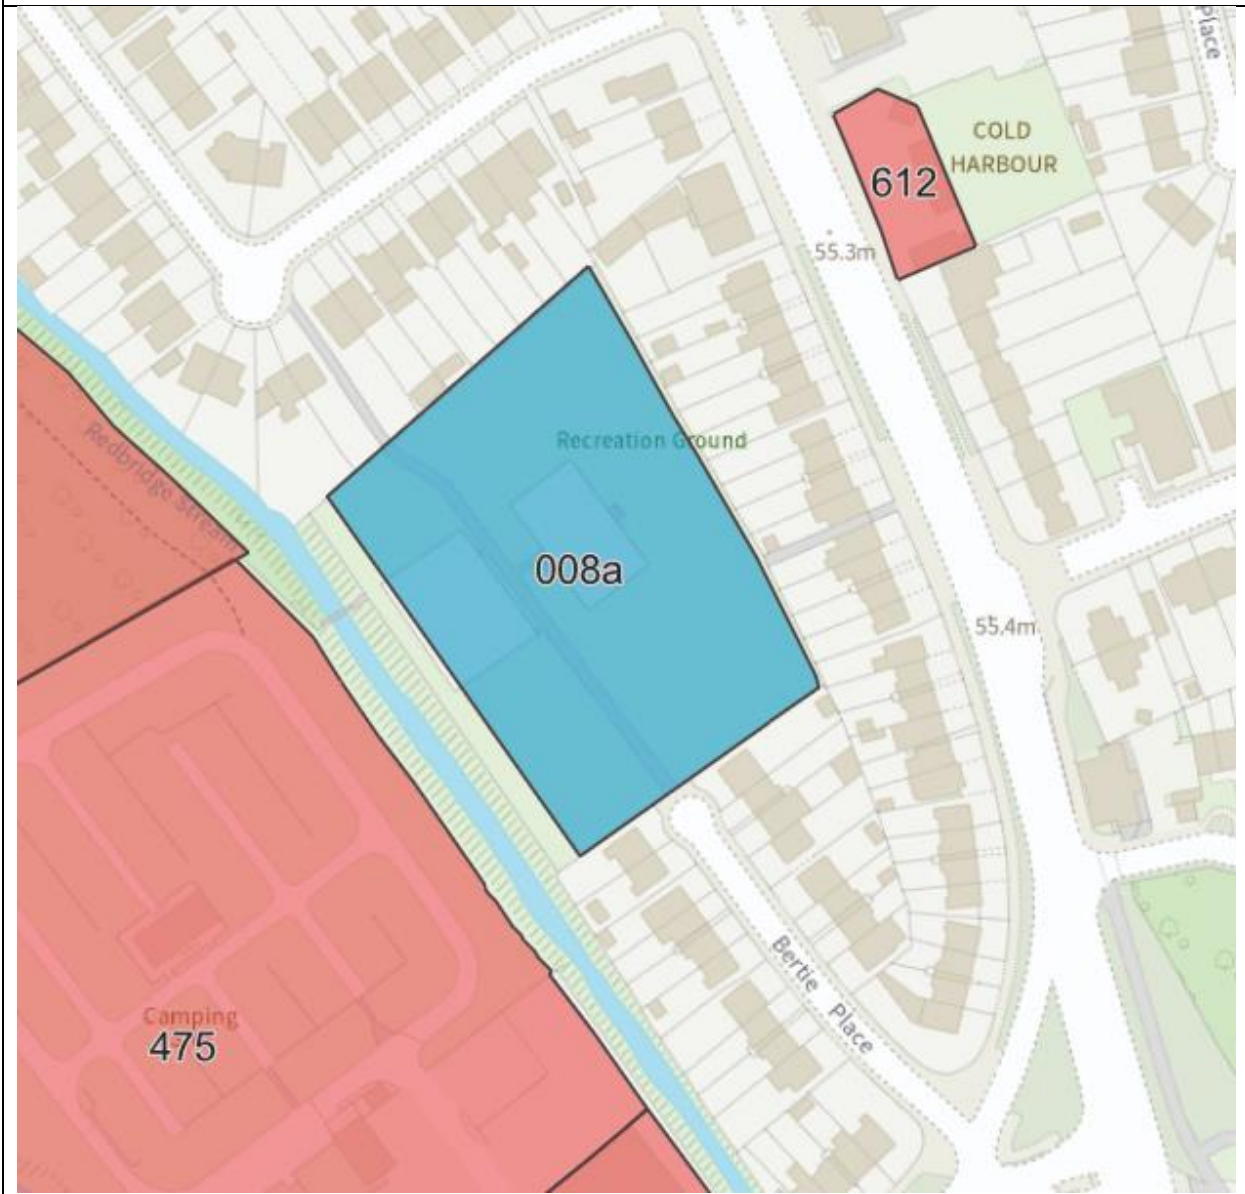 Place
COLD
HARBOUR
612
55.3m
Recreation Ground
Redbridge Stream
008a
55.4m
Camping
475
Bertie Place